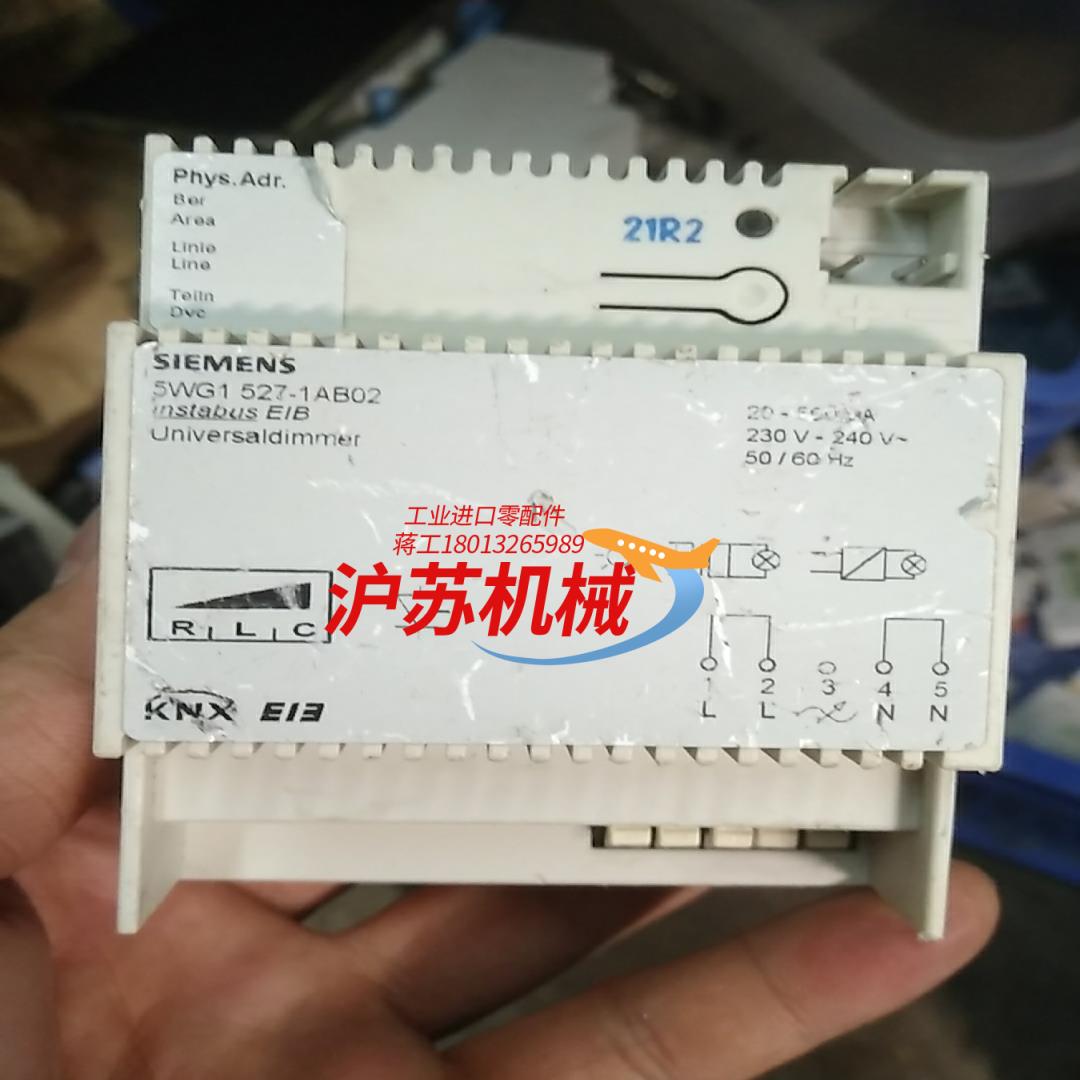 Phys.Adr.
Ber
Area
Linie
Line
Teiln
Dvc
21R2
+ −
SIEMENS
5WG1 527-1AB02
instabus EIB
Universaldimmer
20 -
230 V - 240 V~
50 / 60 Hz
工业进口零配件
蒋工18013265989
沪苏机械
R L C
1 2 3 4 5
L L N N
KNX EIB